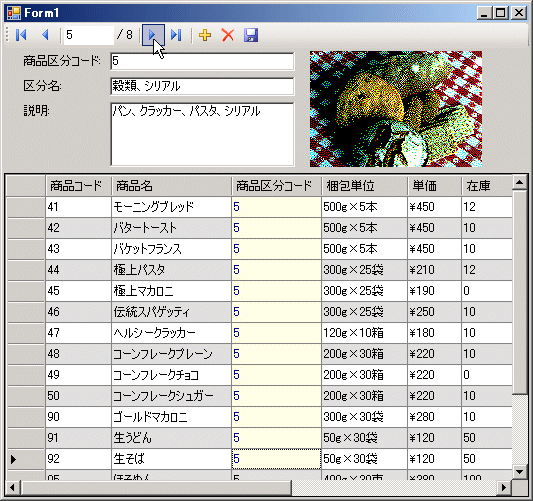 Form1
5 / 8
商品区分コード: 5
区分名: 穀類、シリアル
説明: パン、クラッカー、パスタ、シリアル
商品コード 商品名 商品区分コード 梱包単位 単価 在庫
41 モーニングブレッド 5 500g×5本 ¥450 12
42 バタートースト 5 500g×5本 ¥450 10
43 バケットフランス 5 500g×5本 ¥450 10
44 極上パスタ 5 300g×25袋 ¥210 12
45 極上マカロニ 5 300g×25袋 ¥190 0
46 伝統スパゲッティ 5 300g×25袋 ¥250 10
47 ヘルシークラッカー 5 120g×10箱 ¥180 10
48 コーンフレークプレーン 5 200g×30箱 ¥220 10
49 コーンフレークチョコ 5 200g×30箱 ¥220 0
50 コーンフレークシュガー 5 200g×30箱 ¥220 10
90 ゴールドマカロニ 5 300g×30袋 ¥280 10
91 生うどん 5 50g×30袋 ¥120 50
92 生そば 5 50g×30袋 ¥120 50
95 ほそめん 5 400g×30束 ¥280 100